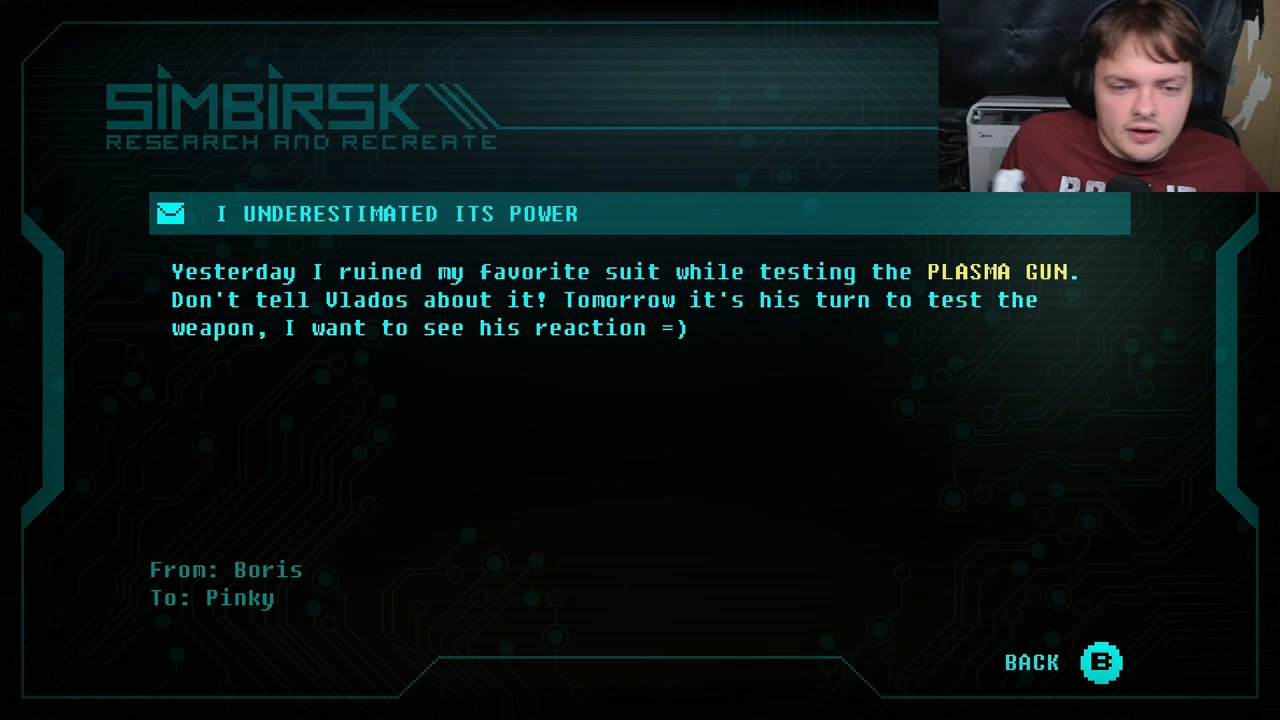 SIMBIRSK
RESEARCH AND RECREATE
I UNDERESTIMATED ITS POWER
Yesterday I ruined my favorite suit while testing the PLASMA GUN.
Don't tell Vlados about it! Tomorrow it's his turn to test the
weapon, I want to see his reaction =)
From: Boris
To: Pinky
BACK B